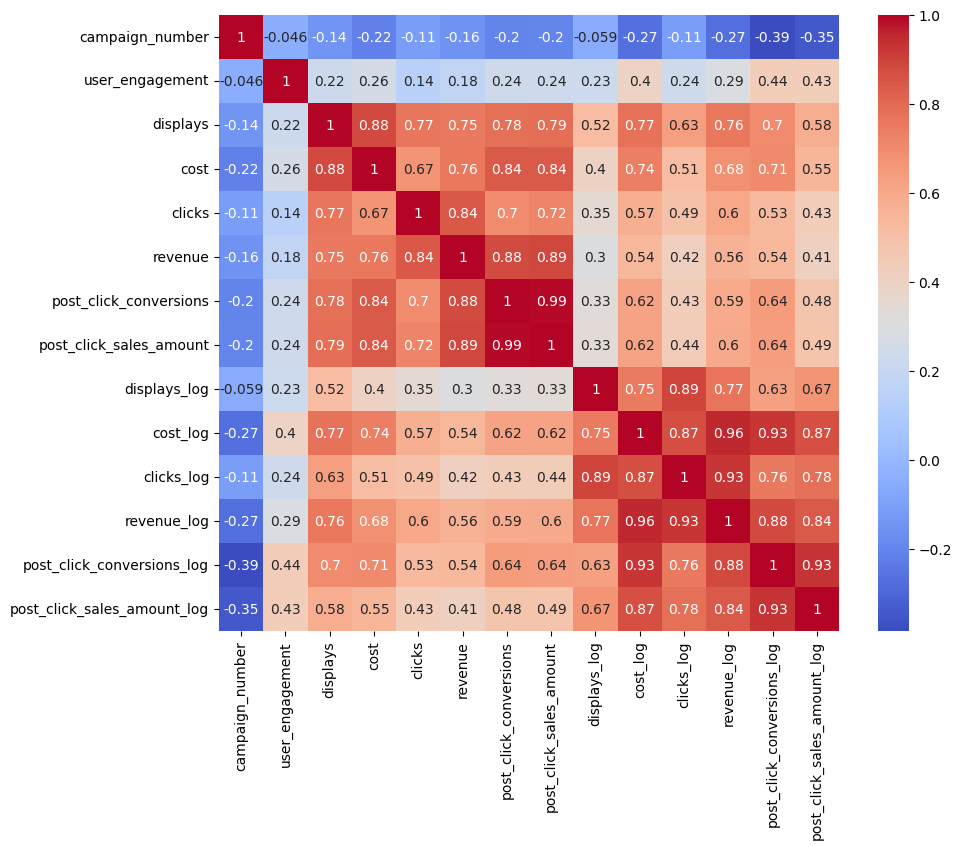 campaign_number 1 -0.046 -0.14 -0.22 -0.11 -0.16 -0.2 -0.2 -0.059 -0.27 -0.11 -0.27 -0.39 -0.35
user_engagement -0.046 1 0.22 0.26 0.14 0.18 0.24 0.24 0.23 0.4 0.24 0.29 0.44 0.43
displays -0.14 0.22 1 0.88 0.77 0.75 0.78 0.79 0.52 0.77 0.63 0.76 0.7 0.58
cost -0.22 0.26 0.88 1 0.67 0.76 0.84 0.84 0.4 0.74 0.51 0.68 0.71 0.55
clicks -0.11 0.14 0.77 0.67 1 0.84 0.7 0.72 0.35 0.57 0.49 0.6 0.53 0.43
revenue -0.16 0.18 0.75 0.76 0.84 1 0.88 0.89 0.3 0.54 0.42 0.56 0.54 0.41
post_click_conversions -0.2 0.24 0.78 0.84 0.7 0.88 1 0.99 0.33 0.62 0.43 0.59 0.64 0.48
post_click_sales_amount -0.2 0.24 0.79 0.84 0.72 0.89 0.99 1 0.33 0.62 0.44 0.6 0.64 0.49
displays_log -0.059 0.23 0.52 0.4 0.35 0.3 0.33 0.33 1 0.75 0.89 0.77 0.63 0.67
cost_log -0.27 0.4 0.77 0.74 0.57 0.54 0.62 0.62 0.75 1 0.87 0.96 0.93 0.87
clicks_log -0.11 0.24 0.63 0.51 0.49 0.42 0.43 0.44 0.89 0.87 1 0.93 0.76 0.78
revenue_log -0.27 0.29 0.76 0.68 0.6 0.56 0.59 0.6 0.77 0.96 0.93 1 0.88 0.84
post_click_conversions_log -0.39 0.44 0.7 0.71 0.53 0.54 0.64 0.64 0.63 0.93 0.76 0.88 1 0.93
post_click_sales_amount_log -0.35 0.43 0.58 0.55 0.43 0.41 0.48 0.49 0.67 0.87 0.78 0.84 0.93 1
campaign_number
user_engagement
displays
cost
clicks
revenue
post_click_conversions
post_click_sales_amount
displays_log
cost_log
clicks_log
revenue_log
post_click_conversions_log
post_click_sales_amount_log
1.0
0.8
0.6
0.4
0.2
0.0
−0.2